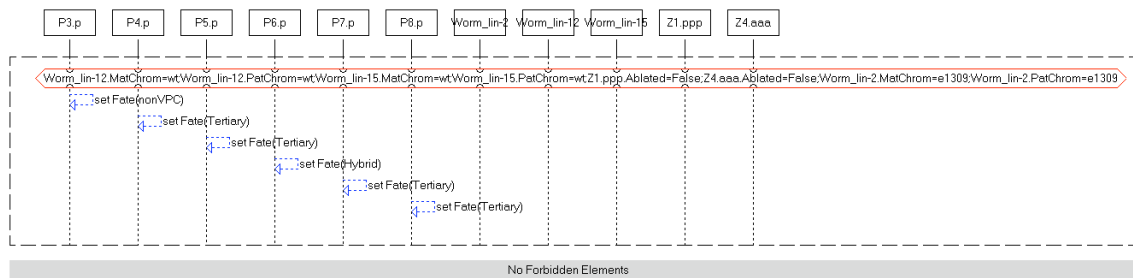 P3.p P4.p P5.p P6.p P7.p P8.p Worm_lin-2 Worm_lin-12 Worm_lin-15 Z1.ppp Z4.aaa
Worm_lin-12.MatChrom=wt;Worm_lin-12.PatChrom=wt;Worm_lin-15.MatChrom=wt;Worm_lin-15.PatChrom=wt;Z1.ppp.Ablated=False;Z4.aaa.Ablated=False;Worm_lin-2.MatChrom=e1309;Worm_lin-2.PatChrom=e1309
set Fate(nonVPC)
set Fate(Tertiary)
set Fate(Tertiary)
set Fate(Hybrid)
set Fate(Tertiary)
set Fate(Tertiary)
No Forbidden Elements